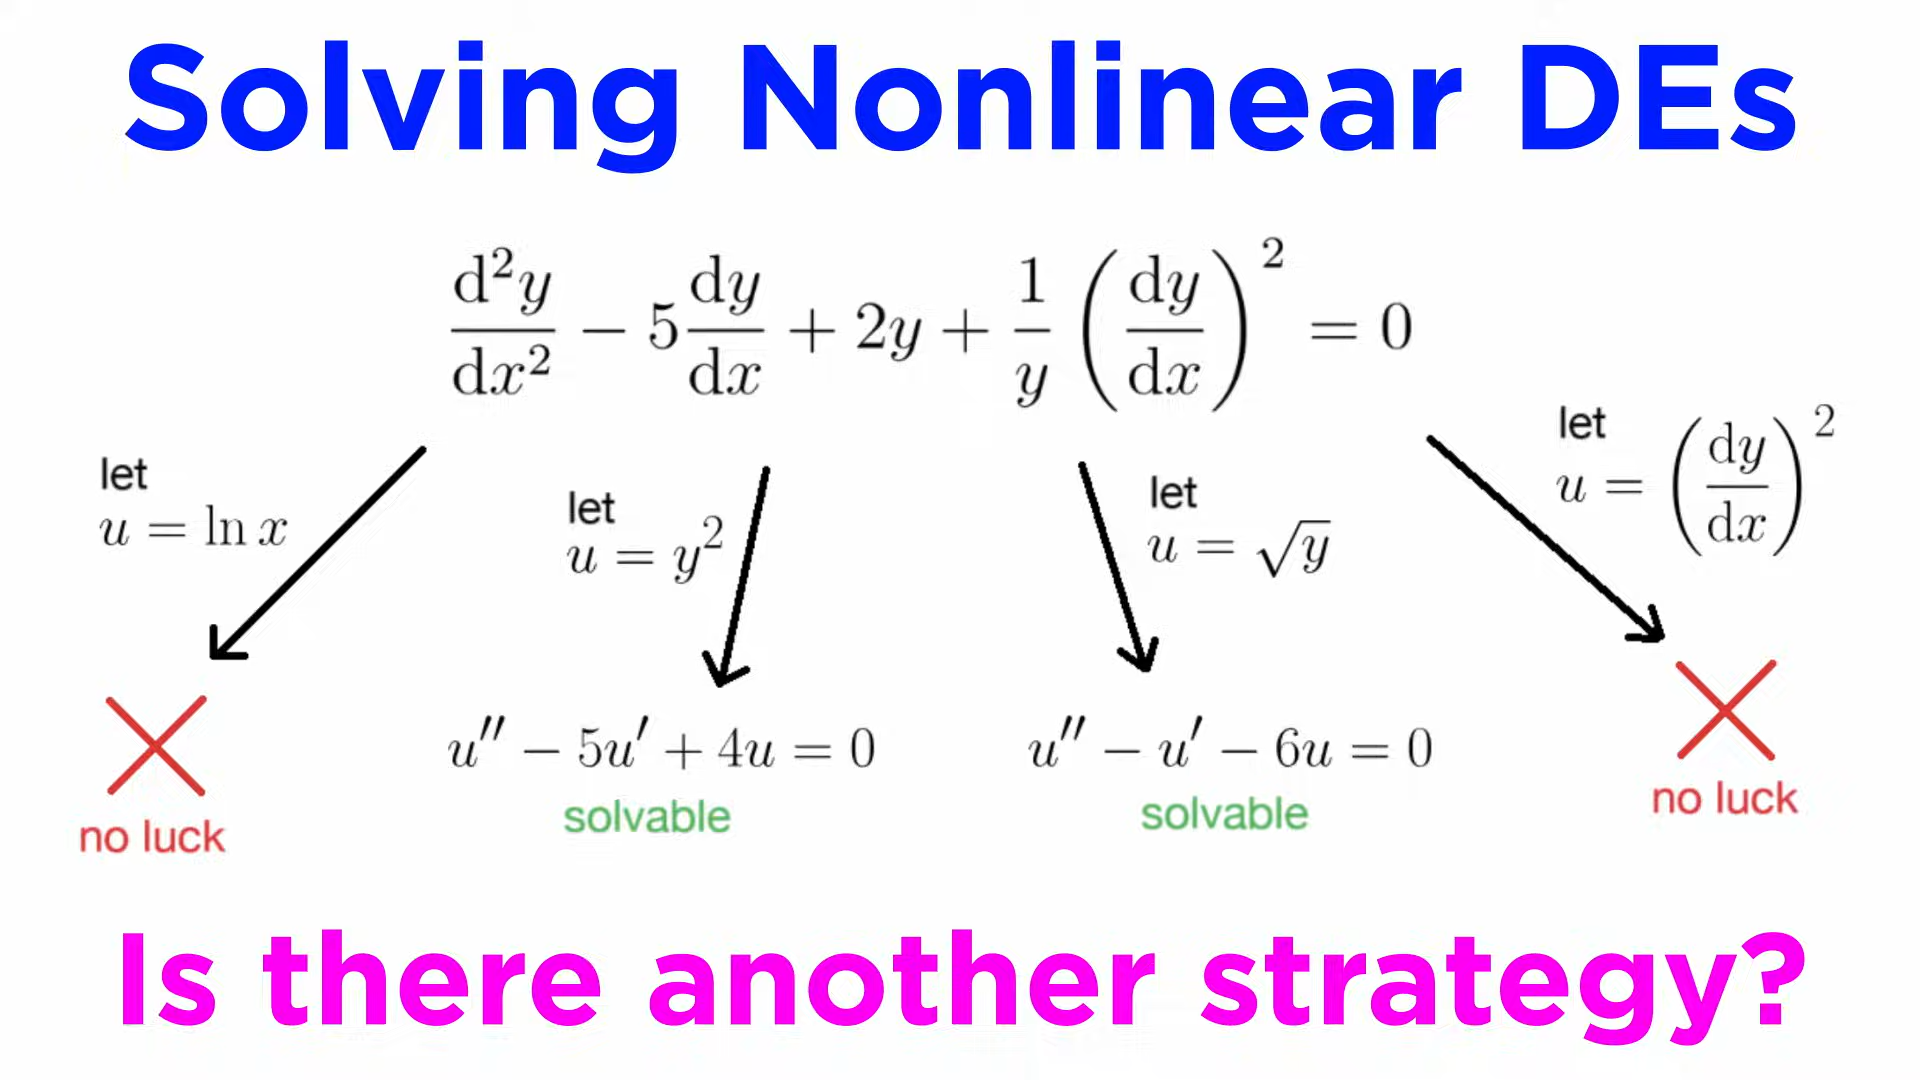 Solving Nonlinear DEs
d²y/dx² − 5 dy/dx + 2y + 1/y (dy/dx)² = 0
let
u = ln x
let
u = y²
let
u = √y
let
u = (dy/dx)²
no luck
u″ − 5u′ + 4u = 0
solvable
u″ − u′ − 6u = 0
solvable
no luck
Is there another strategy?